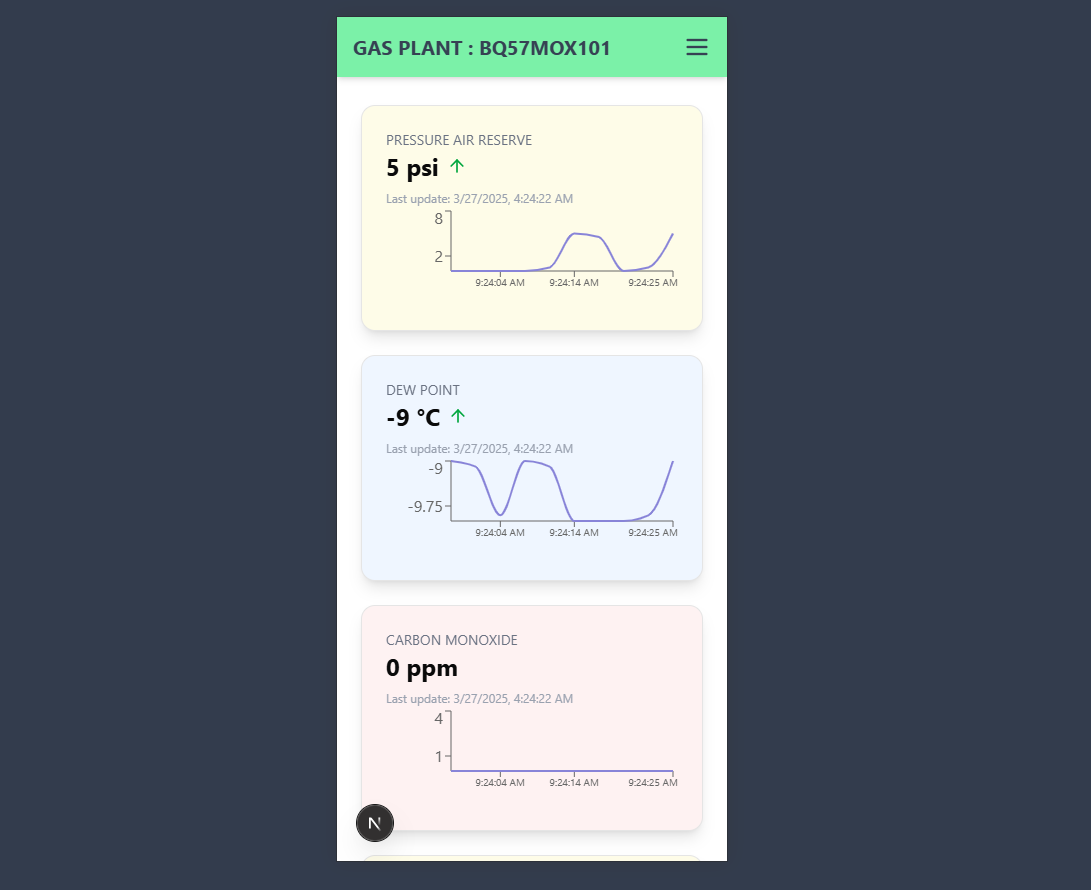 GAS PLANT : BQ57MOX101
PRESSURE AIR RESERVE
5 psi
Last update: 3/27/2025, 4:24:22 AM
8
2
9:24:04 AM 9:24:14 AM 9:24:25 AM
DEW POINT
-9 °C
Last update: 3/27/2025, 4:24:22 AM
-9
-9.75
9:24:04 AM 9:24:14 AM 9:24:25 AM
CARBON MONOXIDE
0 ppm
Last update: 3/27/2025, 4:24:22 AM
4
1
9:24:04 AM 9:24:14 AM 9:24:25 AM
N